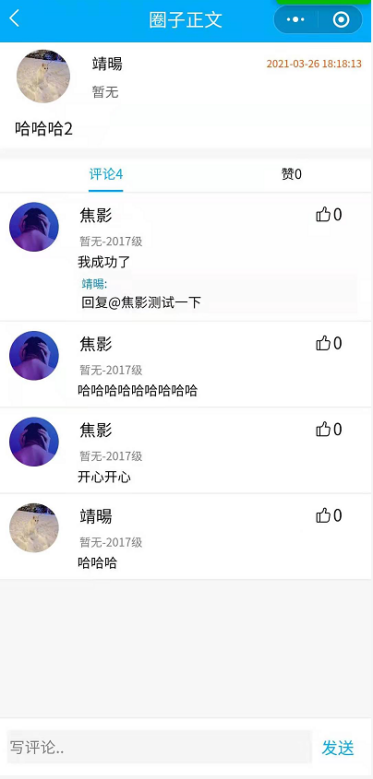 圈子正文
靖暘
2021-03-26 18:18:13
暂无
哈哈哈2
评论4
赞0
焦影
0
暂无-2017级
我成功了
靖暘:
回复@焦影测试一下
焦影
0
暂无-2017级
哈哈哈哈哈哈哈哈哈
焦影
0
暂无-2017级
开心开心
靖暘
0
暂无-2017级
哈哈哈
写评论..
发送